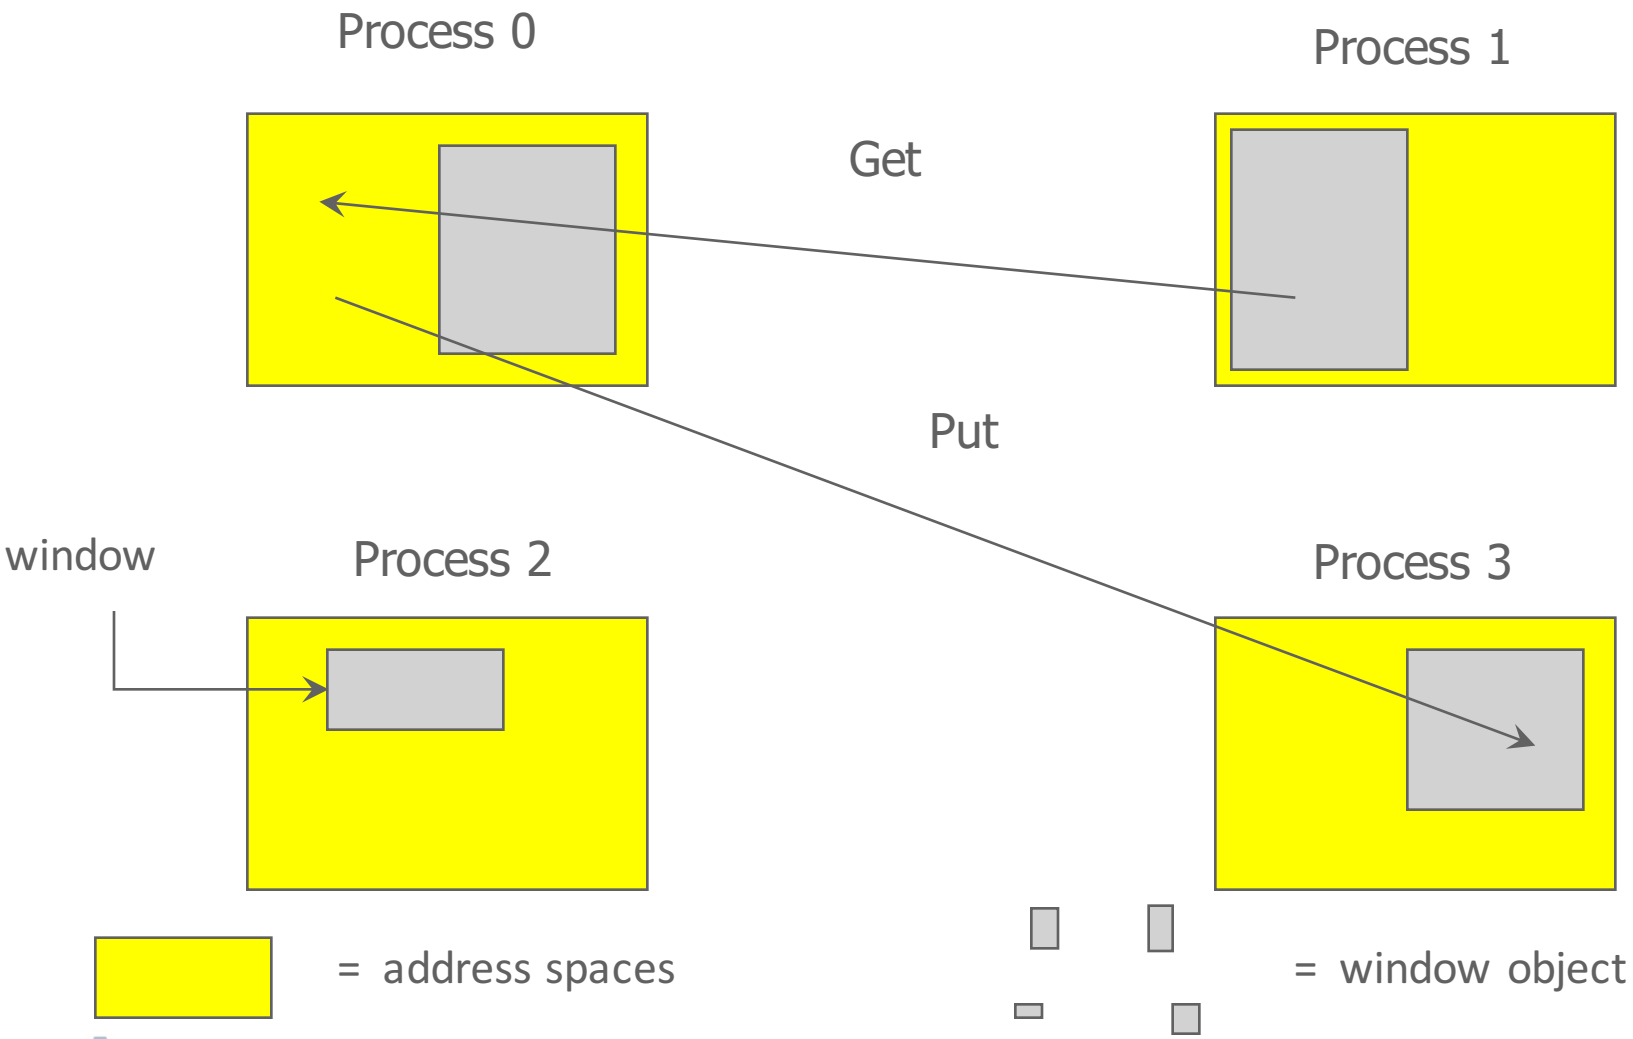 Process 0
Process 1
Get
Put
window
Process 2
Process 3
= address spaces
= window object